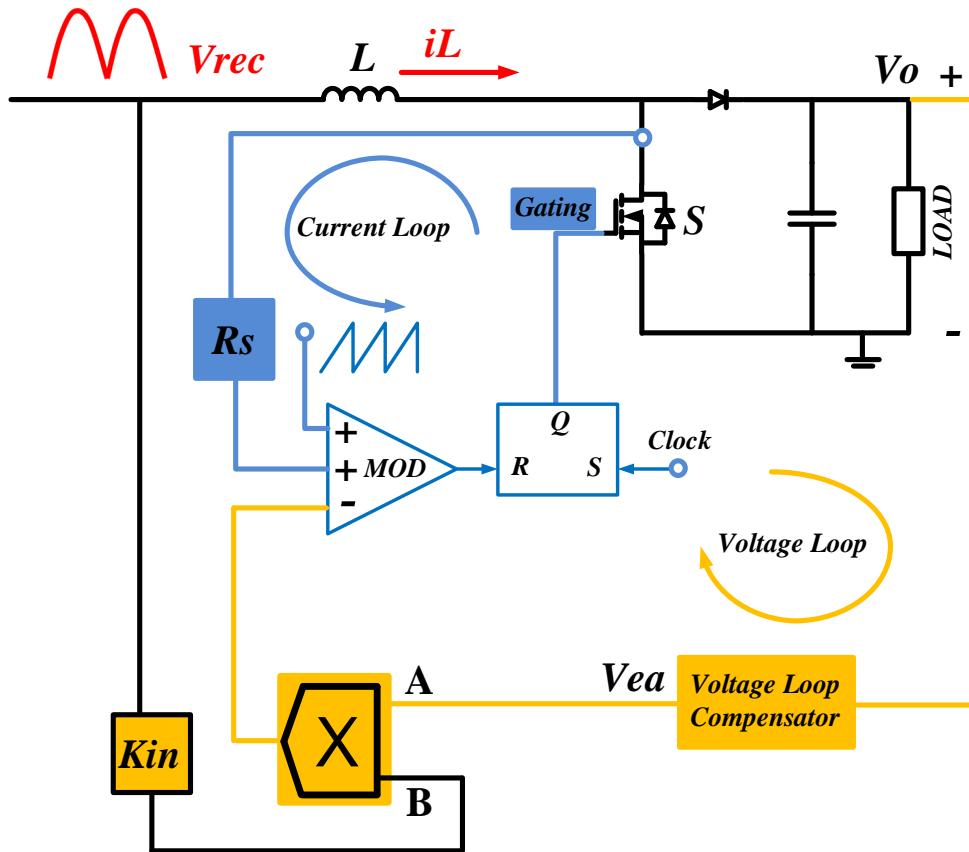 Vrec
L
iL
Vo
+
Gating
S
LOAD
Current Loop
-
Rs
+
+
-
MOD
Q
R
S
Clock
Voltage Loop
A
Vea
Voltage Loop
Compensator
X
Kin
B